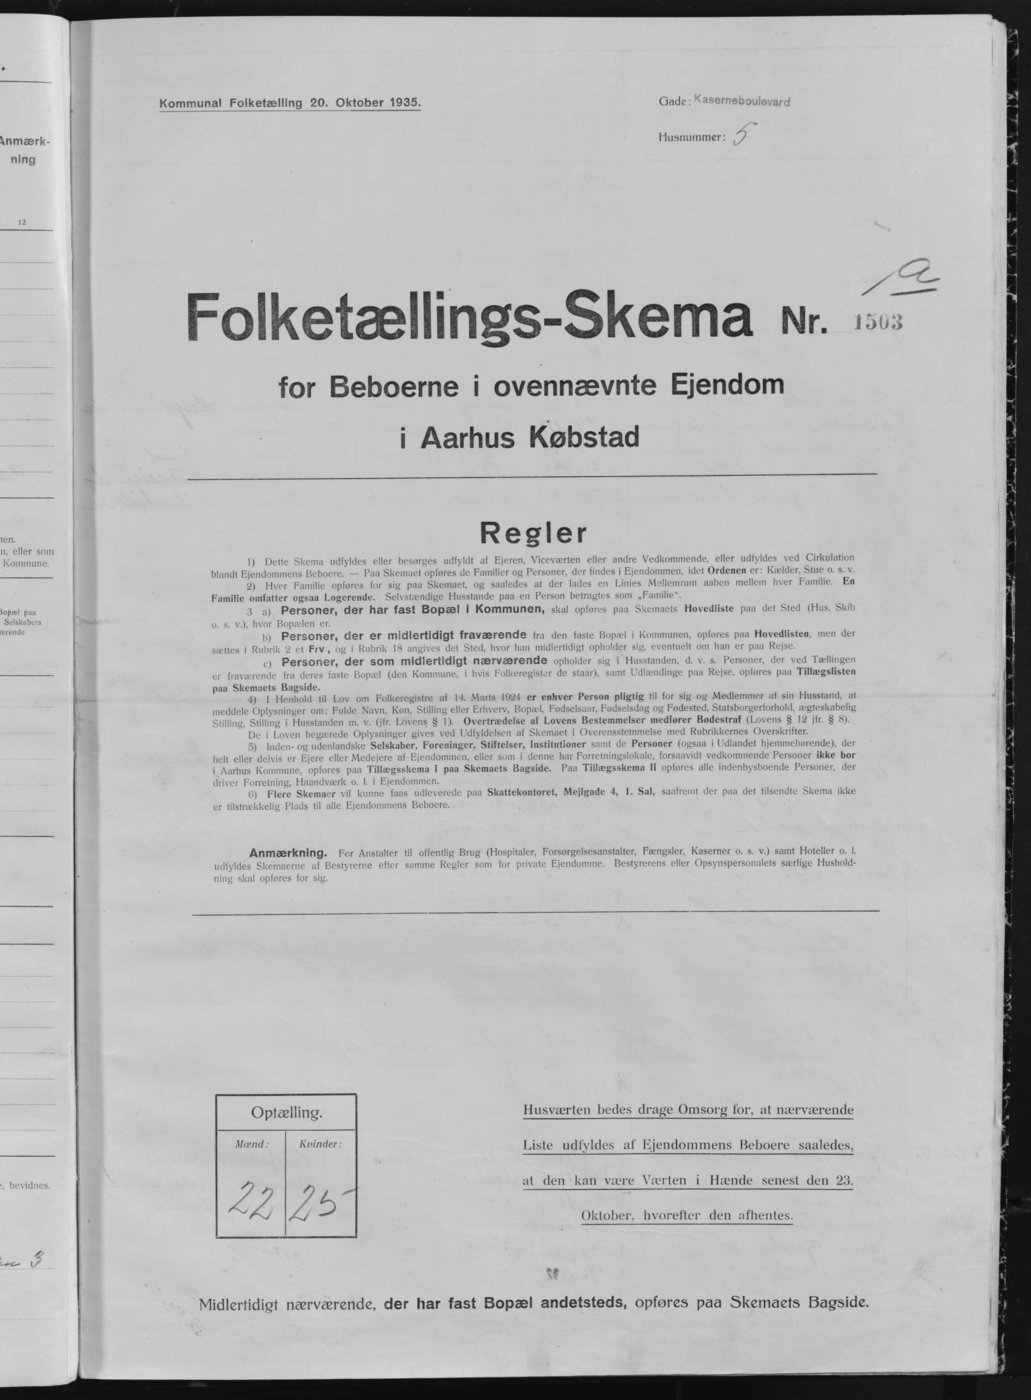 Anmærk-
ning
12
nen.
n, eller som
Kommune.
Bopæl paa
Selskabers
ærende
e, bevidnes.
3
Kommunal Folketælling 20. Oktober 1935.
Gade: Kaserneboulevard
Husnummer: 5
a
Folketællings-Skema Nr. 1503
for Beboerne i ovennævnte Ejendom
i Aarhus Købstad
Regler
1) Dette Skema udfyldes eller besørges udfyldt af Ejeren, Viceværten eller andre Vedkommende, eller udfyldes ved Cirkulation
blandt Ejendommens Beboere. — Paa Skemaet opføres de Familier og Personer, der findes i Ejendommen, idet Ordenen er: Kælder, Stue o. s. v.
2) Hver Familie opføres for sig paa Skemaet, og saaledes at der lades en Linies Mellemrum aaben mellem hver Familie. En
Familie omfatter ogsaa Logerende. Selvstændige Husstande paa en Person betragtes som „Familie“.
3 a) Personer, der har fast Bopæl i Kommunen, skal opføres paa Skemaets Hovedliste paa det Sted (Hus, Skib
o. s. v.), hvor Bopælen er.
b) Personer, der er midlertidigt fraværende fra den faste Bopæl i Kommunen, opføres paa Hovedlisten, men der
sættes i Rubrik 2 et Frv, og i Rubrik 18 angives det Sted, hvor han midlertidigt opholder sig, eventuelt om han er paa Rejse.
c) Personer, der som midlertidigt nærværende opholder sig i Husstanden, d. v. s. Personer, der ved Tællingen
er fraværende fra deres faste Bopæl (den Kommune, i hvis Folkeregister de staar), samt Udlændinge paa Rejse, opføres paa Tillægslisten
paa Skemaets Bagside.
4) I Henhold til Lov om Folkeregistre af 14. Marts 1924 er enhver Person pligtig til for sig og Medlemmer af sin Husstand, at
meddele Oplysninger om: Fulde Navn, Køn, Stilling eller Erhverv, Bopæl, Fødselsaar, Fødselsdag og Fødested, Statsborgerforhold, ægteskabelig
Stilling, Stilling i Husstanden m. v. (jfr. Lovens § 1). Overtrædelse af Lovens Bestemmelser medfører Bødestraf (Lovens § 12 jfr. § 8).
De i Loven begærede Oplysninger gives ved Udfyldelsen af Skemaet i Overensstemmelse med Rubrikkernes Overskrifter.
5) Inden- og udenlandske Selskaber, Foreninger, Stiftelser, Institutioner samt de Personer (ogsaa i Udlandet hjemmehørende), der
helt eller delvis er Ejere eller Medejere af Ejendommen, eller som i denne har Forretningslokale, forsaavidt vedkommende Personer ikke bor
i Aarhus Kommune, opføres paa Tillægsskema I paa Skemaets Bagside. Paa Tillægsskema II opføres alle indenbysboende Personer, der
driver Forretning, Haandværk o. l. i Ejendommen.
6) Flere Skemaer vil kunne faas udleverede paa Skattekontoret, Mejlgade 4, 1. Sal, saafremt der paa det tilsendte Skema ikke
er tilstrækkelig Plads til alle Ejendommens Beboere.
Anmærkning. For Anstalter til offentlig Brug (Hospitaler, Forsørgelsesanstalter, Fængsler, Kaserner o. s. v.) samt Hoteller o. l.
udfyldes Skemaerne af Bestyrerne efter samme Regler som for private Ejendomme. Bestyrerens eller Opsynspersonalets særlige Hushold-
ning skal opføres for sig.
Optælling.
Mænd: Kvinder:
22 25
Husværten bedes drage Omsorg for, at nærværende
Liste udfyldes af Ejendommens Beboere saaledes,
at den kan være Værten i Hænde senest den 23.
Oktober, hvorefter den afhentes.
Midlertidigt nærværende, der har fast Bopæl andetsteds, opføres paa Skemaets Bagside.